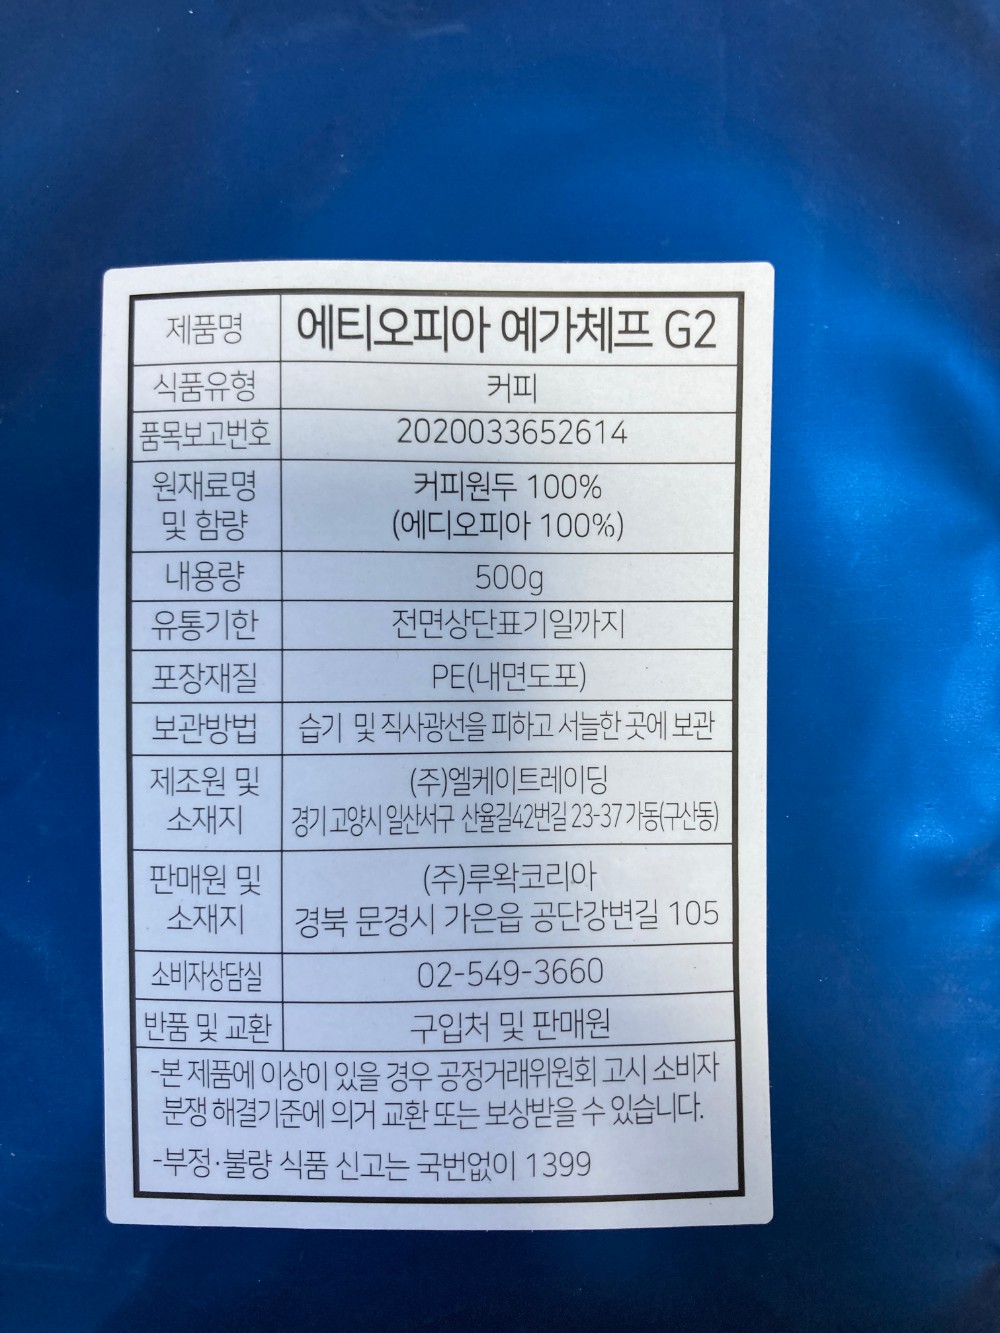 제품명 에티오피아 예가체프 G2
식품유형 커피
품목보고번호 2020033652614
원재료명 커피원두 100%
및 함량 (에디오피아 100%)
내용량 500g
유통기한 전면상단표기일까지
포장재질 PE(내면도포)
보관방법 습기 및 직사광선을 피하고 서늘한 곳에 보관
제조원 및 (주)엘케이트레이딩
소재지 경기 고양시 일산서구 산율길42번길 23-37 가동(구산동)
판매원 및 (주)루왁코리아
소재지 경북 문경시 가은읍 공단강변길 105
소비자상담실 02-549-3660
반품 및 교환 구입처 및 판매원
-본 제품에 이상이 있을 경우 공정거래위원회 고시 소비자
분쟁 해결기준에 의거 교환 또는 보상받을 수 있습니다.
-부정·불량 식품 신고는 국번없이 1399